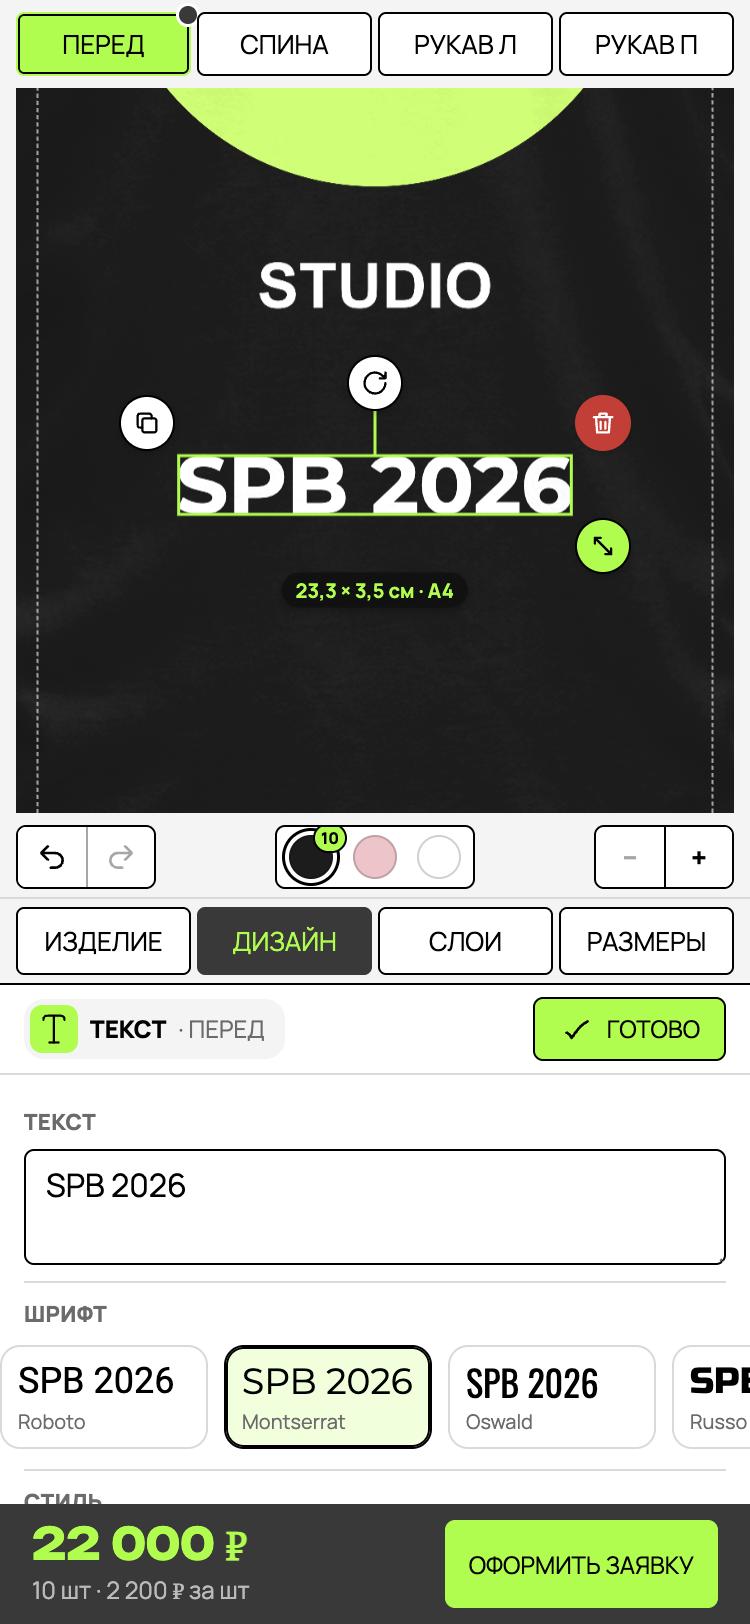 ПЕРЕД СПИНА РУКАВ Л РУКАВ П
STUDIO
SPB 2026
23,3 × 3,5 см · A4
10
− +
ИЗДЕЛИЕ ДИЗАЙН СЛОИ РАЗМЕРЫ
ТЕКСТ · ПЕРЕД ГОТОВО
ТЕКСТ
SPB 2026
ШРИФТ
SPB 2026 SPB 2026 SPB 2026
Roboto Montserrat Oswald Russo
СТИЛЬ
22 000 ₽
10 шт · 2 200 ₽ за шт
ОФОРМИТЬ ЗАЯВКУ